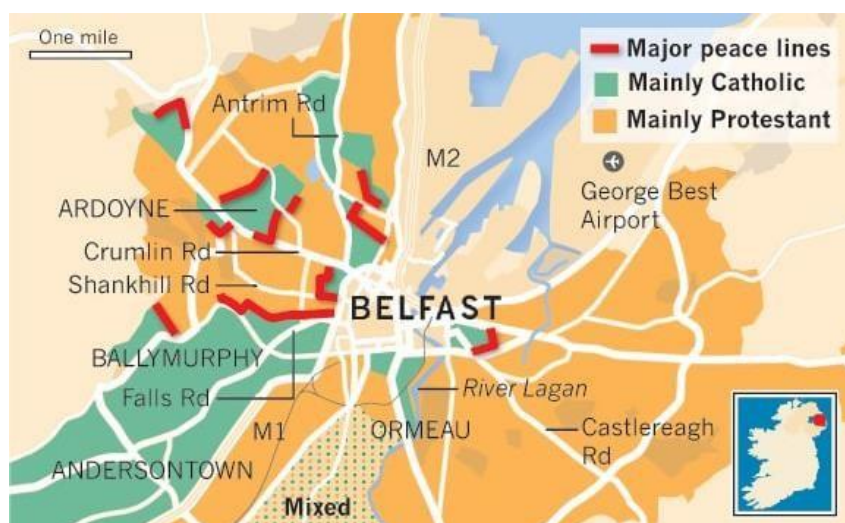 One mile
Major peace lines
Mainly Catholic
Mainly Protestant
Antrim Rd
M2
George Best
Airport
ARDOYNE
Crumlin Rd
Shankhill Rd
BELFAST
BALLYMURPHY
Falls Rd
River Lagan
M1
ORMEAU
Castlereagh
Rd
ANDERSONTOWN
Mixed